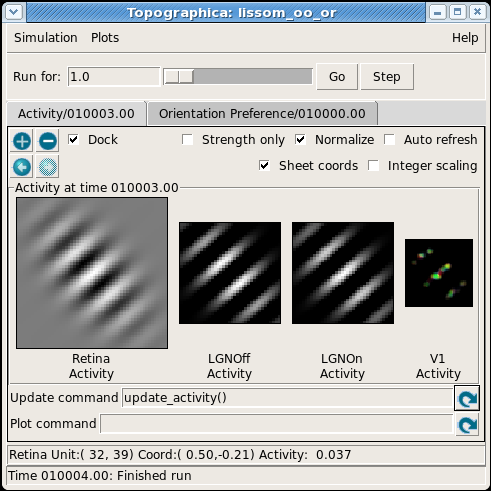 Topographica: lissom_oo_or
Simulation Plots Help
Run for: 1.0 Go Step
Activity/010003.00 Orientation Preference/010000.00
Dock Strength only Normalize Auto refresh
Sheet coords Integer scaling
Activity at time 010003.00
Retina LGNOff LGNOn V1
Activity Activity Activity Activity
Update command update_activity()
Plot command
Retina Unit:( 32, 39) Coord:( 0.50,-0.21) Activity: 0.037
Time 010004.00: Finished run